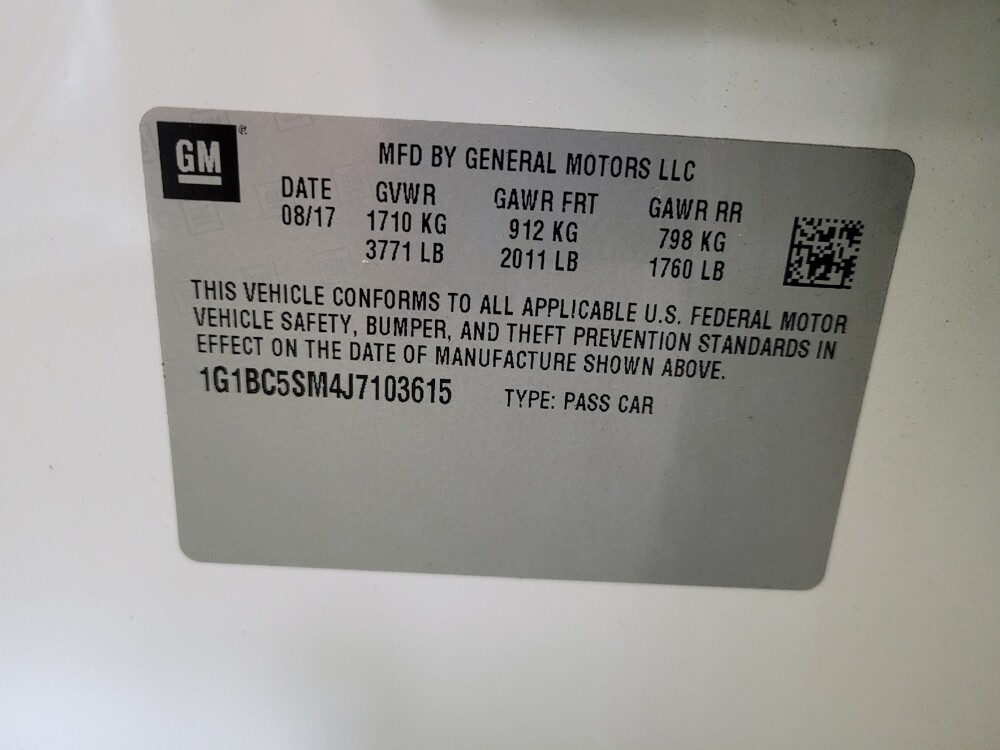 GM
MFD BY GENERAL MOTORS LLC
DATE GVWR GAWR FRT GAWR RR
08/17 1710 KG 912 KG 798 KG
3771 LB 2011 LB 1760 LB
THIS VEHICLE CONFORMS TO ALL APPLICABLE U.S. FEDERAL MOTOR
VEHICLE SAFETY, BUMPER, AND THEFT PREVENTION STANDARDS IN
EFFECT ON THE DATE OF MANUFACTURE SHOWN ABOVE.
1G1BC5SM4J7103615 TYPE: PASS CAR